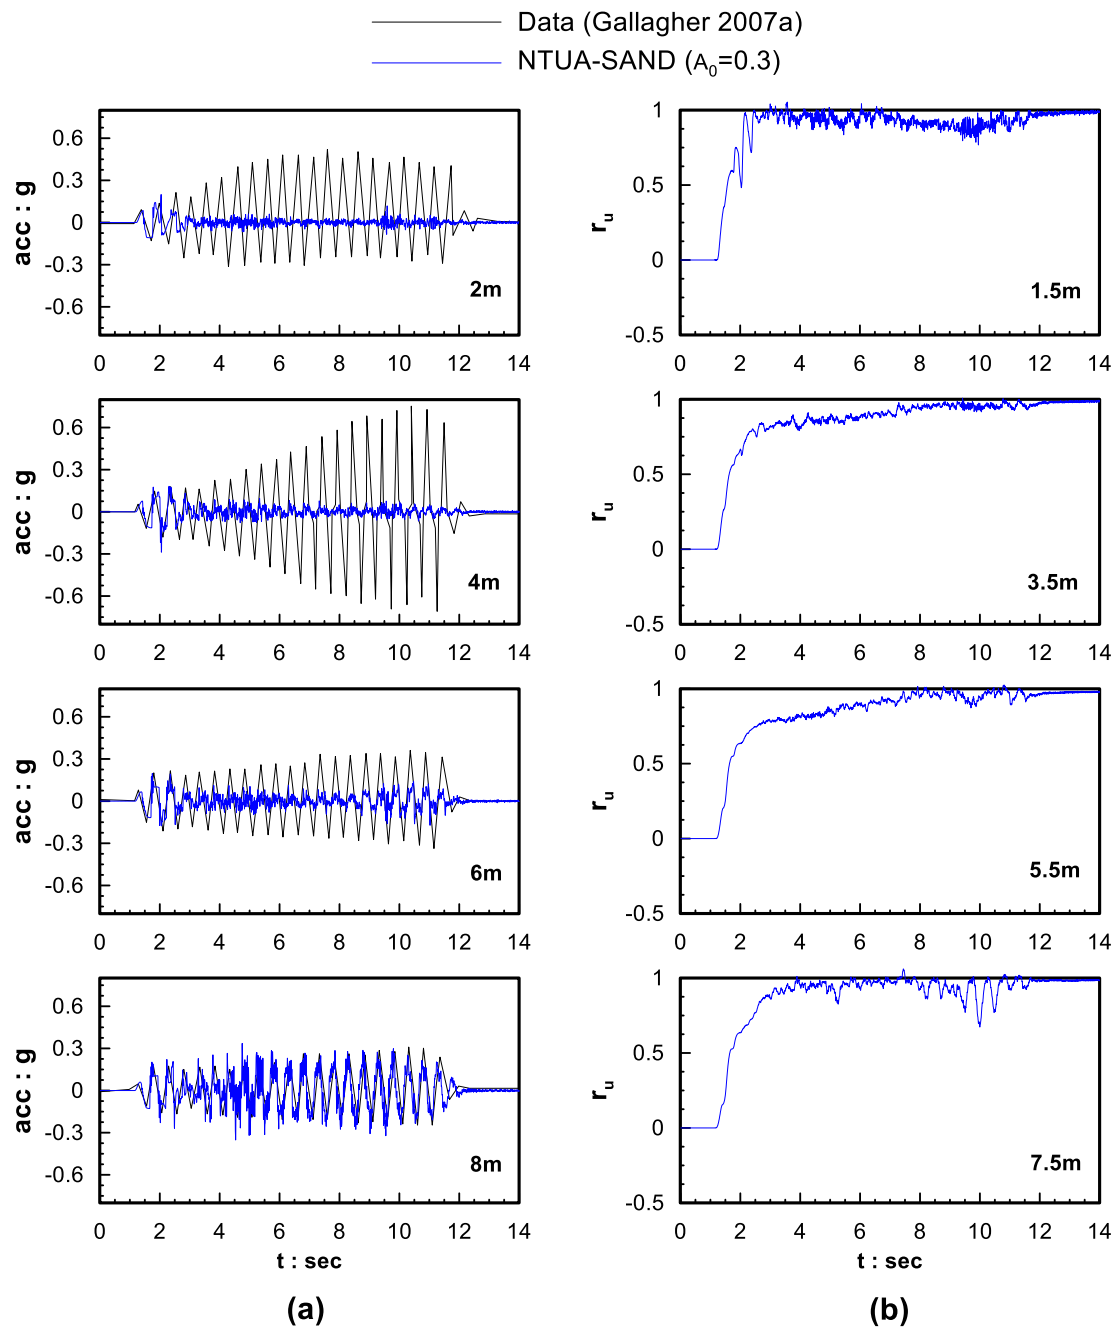 Data (Gallagher 2007a)
NTUA-SAND (A0=0.3)
acc : g
0.6
0.3
0
-0.3
-0.6
2m
0 2 4 6 8 10 12 14
ru
1
0.5
0
-0.5
1.5m
0 2 4 6 8 10 12 14
acc : g
0.6
0.3
0
-0.3
-0.6
4m
0 2 4 6 8 10 12 14
ru
1
0.5
0
-0.5
3.5m
0 2 4 6 8 10 12 14
acc : g
0.6
0.3
0
-0.3
-0.6
6m
0 2 4 6 8 10 12 14
ru
1
0.5
0
-0.5
5.5m
0 2 4 6 8 10 12 14
acc : g
0.6
0.3
0
-0.3
-0.6
8m
0 2 4 6 8 10 12 14
t : sec
(a)
ru
1
0.5
0
-0.5
7.5m
0 2 4 6 8 10 12 14
t : sec
(b)